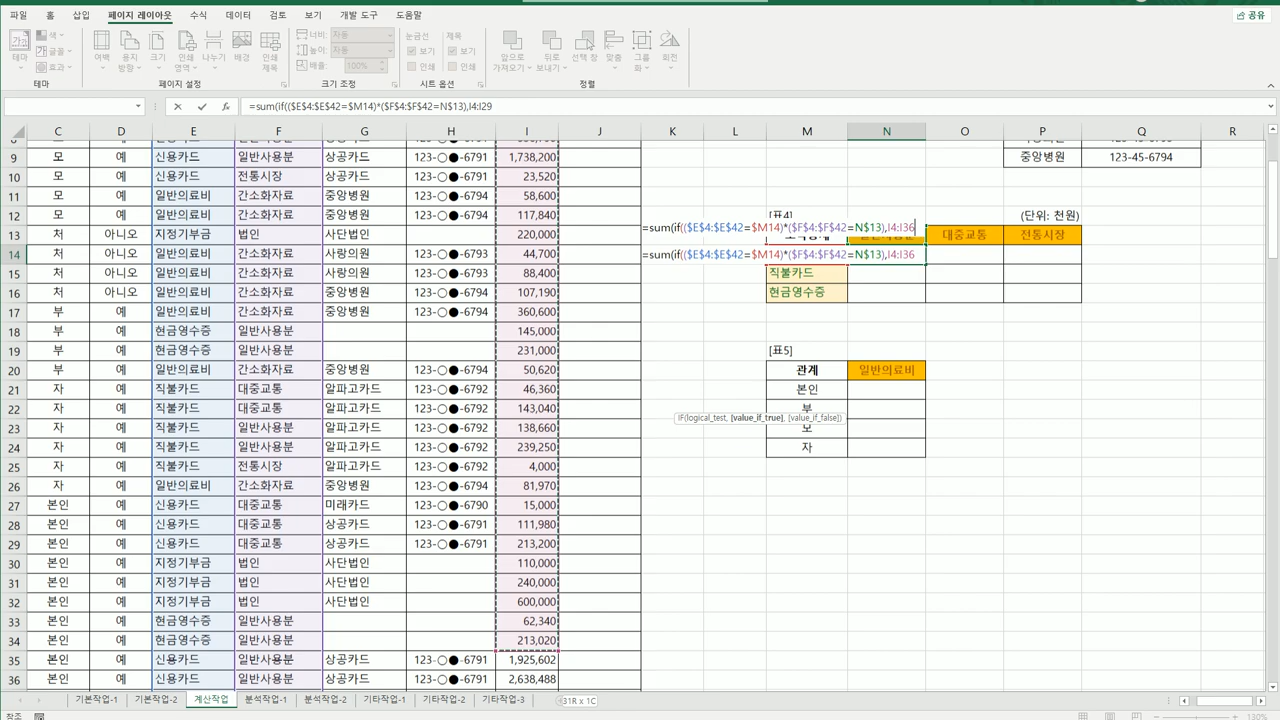 파일 홈 삽입 페이지 레이아웃 수식 데이터 검토 보기 개발 도구 도움말 공유
테마 색 글꼴 효과 여백 용지 방향 크기 인쇄 영역 나누기 배경 인쇄 제목 너비: 자동 높이: 자동 배율: 100% 눈금선 보기 인쇄 제목 보기 인쇄 앞으로 가져오기 뒤로 보내기 선택 창 맞춤 그룹화 회전
테마 페이지 설정 크기 조정 시트 옵션 정렬
=sum(if(($E$4:$E$42=$M14)*($F$4:$F$42=N$13),I4:I29
C D E F G H I J K L M N O P Q R
9 모 예 신용카드 일반사용분 상공카드 123-○●-6791 1,738,200 중앙병원 123-45-6794
10 모 예 신용카드 전통시장 상공카드 123-○●-6791 23,520
11 모 예 일반의료비 간소화자료 중앙병원 123-○●-6794 58,600
12 모 예 일반의료비 간소화자료 중앙병원 123-○●-6794 117,840 [표4] (단위: 천원)
=sum(if(($E$4:$E$42=$M14)*($F$4:$F$42=N$13),I4:I36
13 처 아니오 지정기부금 법인 사단법인 220,000 대중교통 전통시장
14 처 아니오 일반의료비 간소화자료 사랑의원 123-○●-6793 44,700 =sum(if(($E$4:$E$42=$M14)*($F$4:$F$42=N$13),I4:I36
15 처 아니오 일반의료비 간소화자료 사랑의원 123-○●-6793 88,400 직불카드
16 처 아니오 일반의료비 간소화자료 중앙병원 123-○●-6794 107,190 현금영수증
17 부 예 일반의료비 간소화자료 중앙병원 123-○●-6794 360,600
18 부 예 현금영수증 일반사용분 145,000
19 부 예 현금영수증 일반사용분 231,000 [표5]
20 부 예 일반의료비 간소화자료 중앙병원 123-○●-6794 50,620 관계 일반의료비
21 자 예 직불카드 대중교통 알파고카드 123-○●-6792 46,360 본인
22 자 예 직불카드 대중교통 알파고카드 123-○●-6792 143,040 부
IF(logical_test, [value_if_true], [value_if_false])
23 자 예 직불카드 일반사용분 알파고카드 123-○●-6792 138,660 모
24 자 예 직불카드 일반사용분 알파고카드 123-○●-6792 239,250 자
25 자 예 직불카드 전통시장 알파고카드 123-○●-6792 4,000
26 자 예 일반의료비 간소화자료 중앙병원 123-○●-6794 81,970
27 본인 예 신용카드 대중교통 미래카드 123-○●-6790 15,000
28 본인 예 신용카드 대중교통 상공카드 123-○●-6791 111,980
29 본인 예 신용카드 대중교통 상공카드 123-○●-6791 213,200
30 본인 예 지정기부금 법인 사단법인 110,000
31 본인 예 지정기부금 법인 사단법인 240,000
32 본인 예 지정기부금 법인 사단법인 600,000
33 본인 예 현금영수증 일반사용분 62,340
34 본인 예 현금영수증 일반사용분 213,020
35 본인 예 신용카드 일반사용분 상공카드 123-○●-6791 1,925,602
36 본인 예 신용카드 일반사용분 상공카드 123-○●-6791 2,638,488
기본작업-1 기본작업-2 계산작업 분석작업-1 분석작업-2 기타작업-1 기타작업-2 기타작업-3 31R x 1C
참조 130%